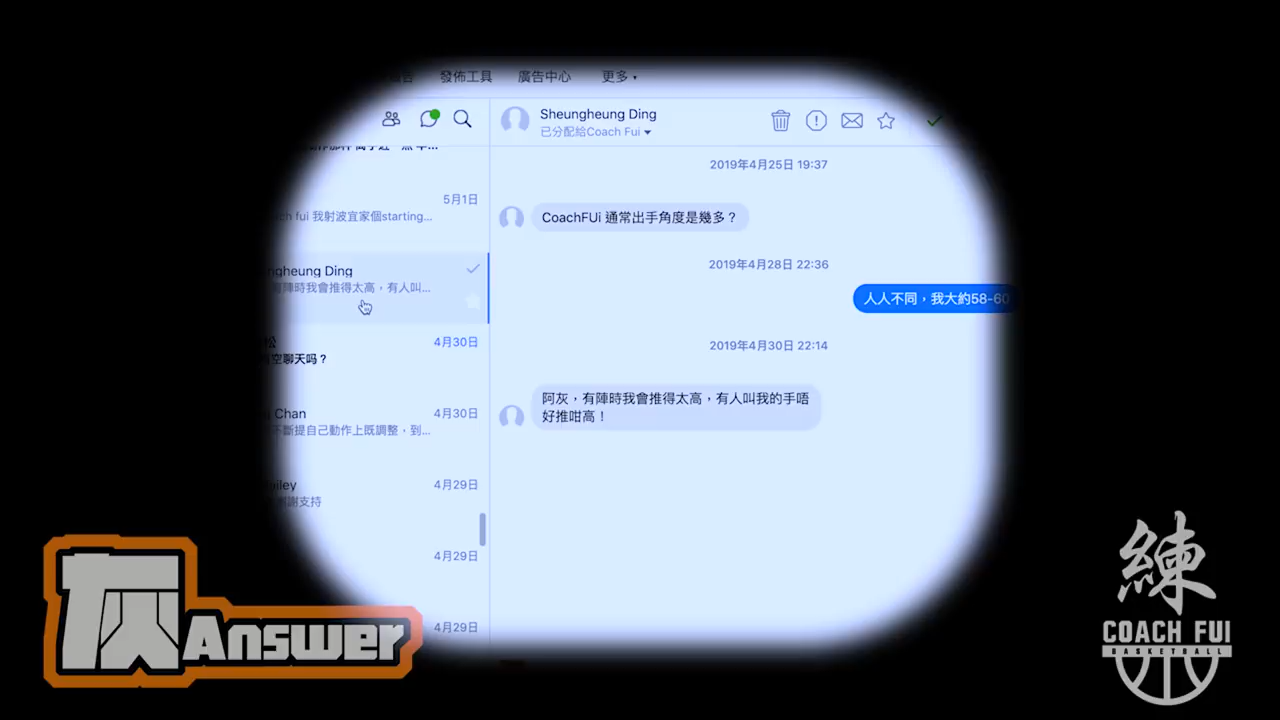 發佈工具 廣告中心 更多
Sheungheung Ding
已分配給Coach Fui
2019年4月25日 19:37
5月1日
fui 我射波宜家個starting...
CoachFUi 通常出手角度是幾多？
2019年4月28日 22:36
ngheung Ding
有陣時我會推得太高，有人叫...
人人不同，我大約58-60
4月30日
空聊天吗？
2019年4月30日 22:14
Chan
4月30日
不斷提自己動作上既調整，到...
阿灰，有陣時我會推得太高，有人叫我的手唔
好推咁高！
4月29日
謝支持
4月29日
4月29日
灰Answer
練
COACH FUI
BASKETBALL